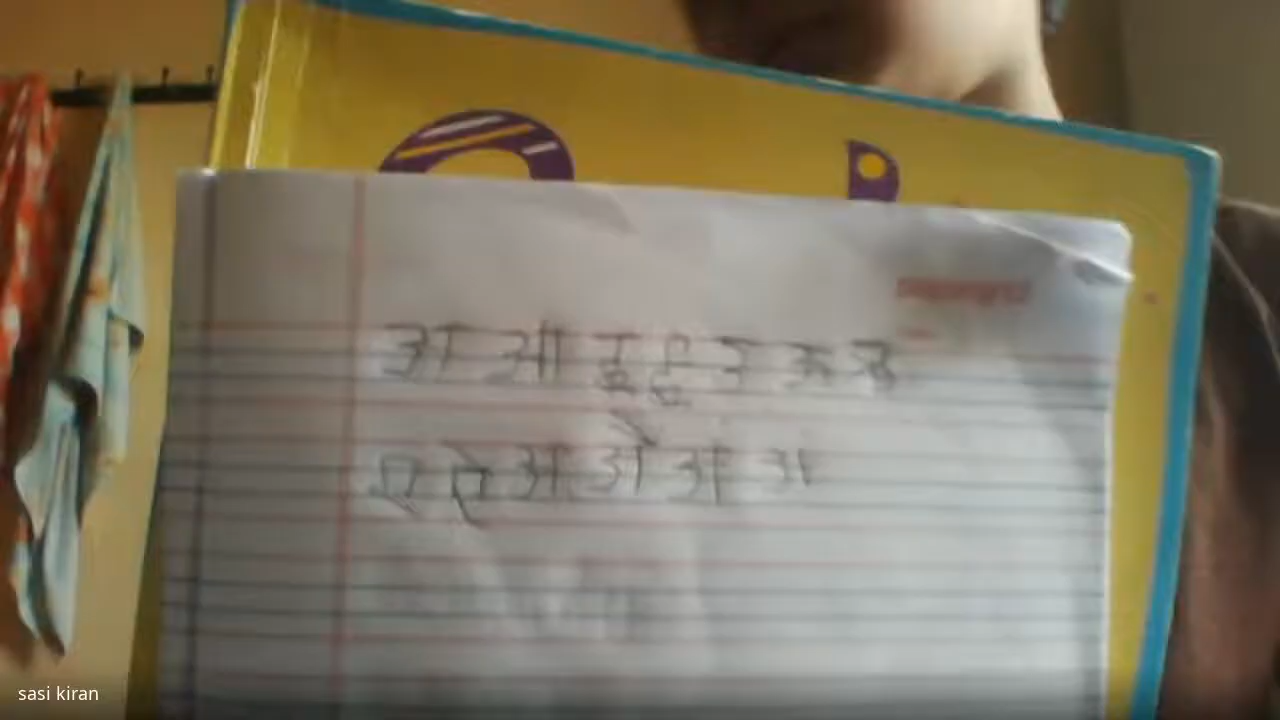 अ आ इ ई उ ऊ ऋ
ए ऐ ओ औ अ अ
sasi kiran